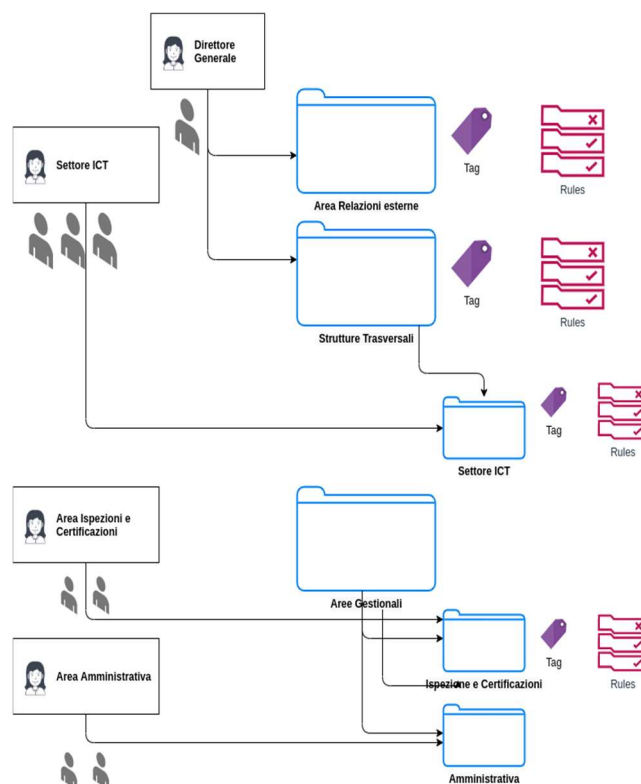 Direttore
Generale
Settore ICT
Tag
Rules
Area Relazioni esterne
Tag
Rules
Strutture Trasversali
Tag
Rules
Settore ICT
Area Ispezioni e
Certificazioni
Aree Gestionali
Tag
Rules
Area Amministrativa
Ispezione e Certificazioni
Amministrativa